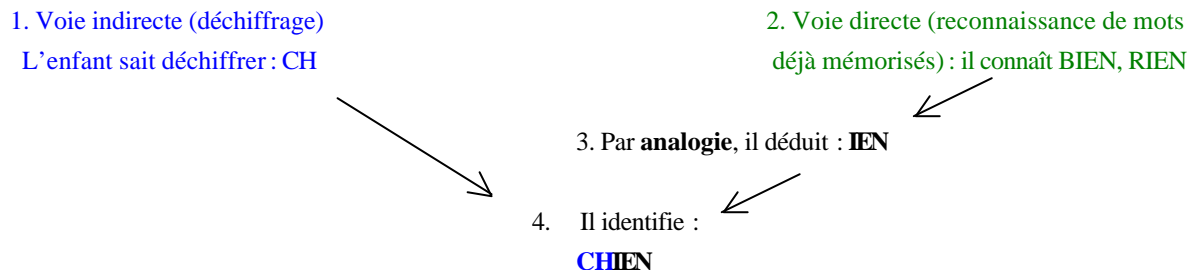 1. Voie indirecte (déchiffrage)
L’enfant sait déchiffrer : CH
2. Voie directe (reconnaissance de mots
déjà mémorisés) : il connaît BIEN, RIEN
3. Par analogie, il déduit : IEN
4. Il identifie :
CHIEN